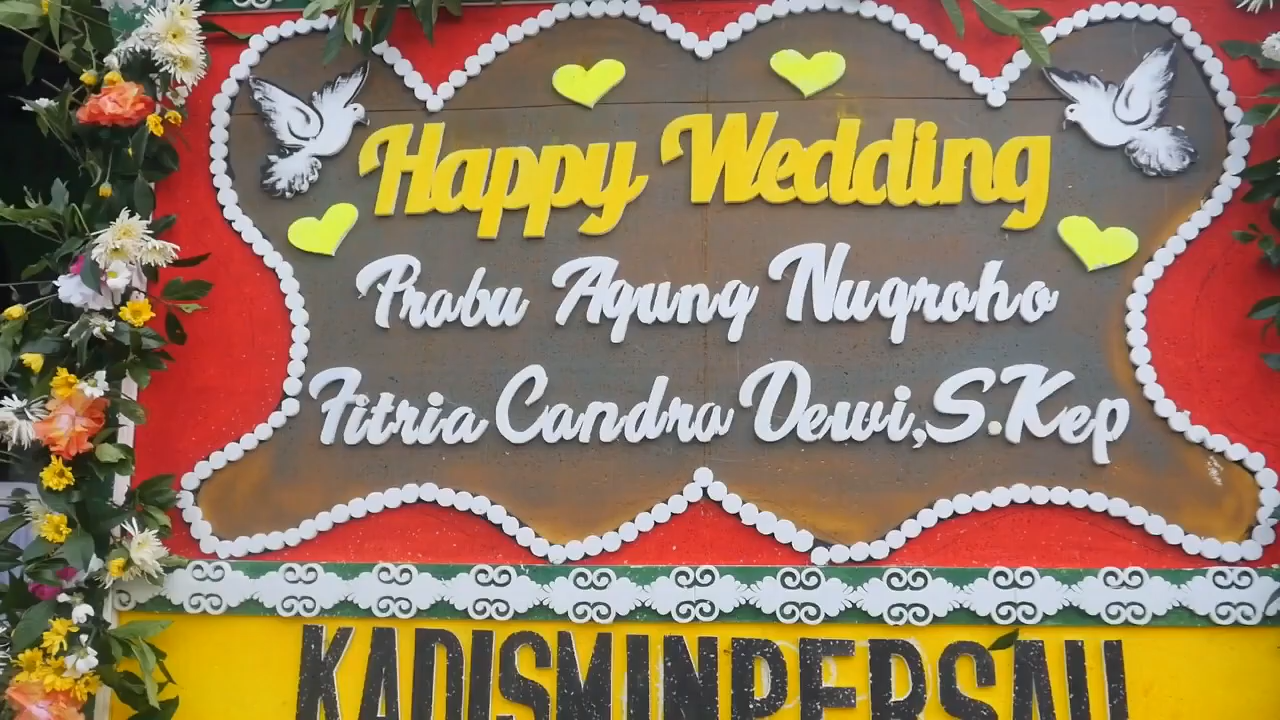 Happy Wedding
Prabu Agung Nugroho
Fitria Candra Dewi,S.Kep
KADISMINPERSAU